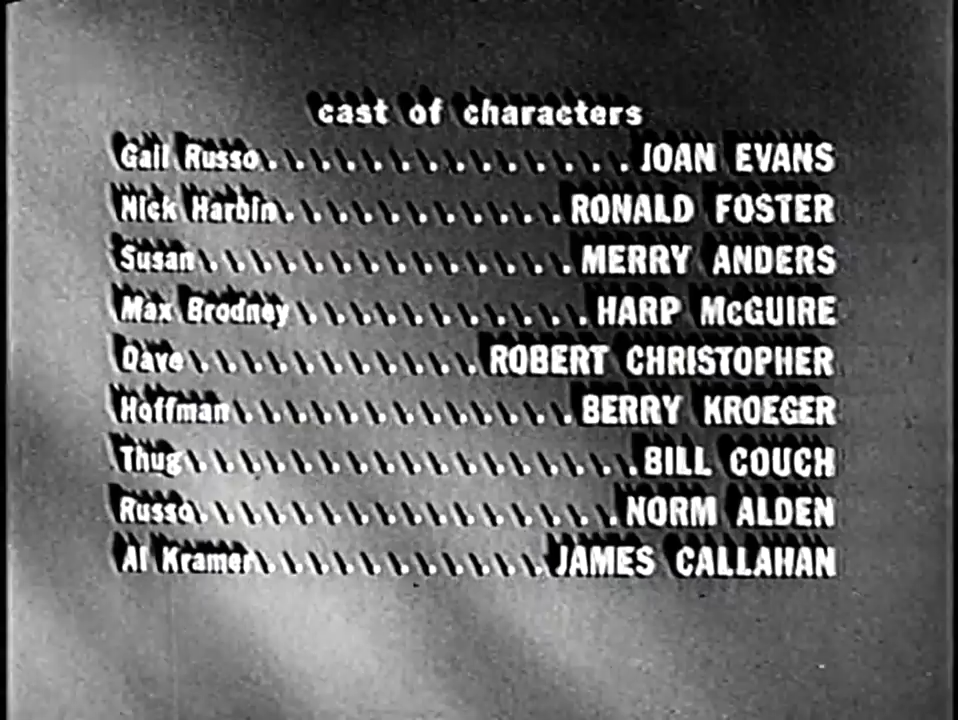 cast of characters
Gail Russo..............JOAN EVANS
Nick Harbin...........RONALD FOSTER
Susan..............MERRY ANDERS
Max Brodney...........HARP McGUIRE
Dave...........ROBERT CHRISTOPHER
Hoffman.............BERRY KROEGER
Thug.................BILL COUCH
Russo................NORM ALDEN
Al Kramer...........JAMES CALLAHAN